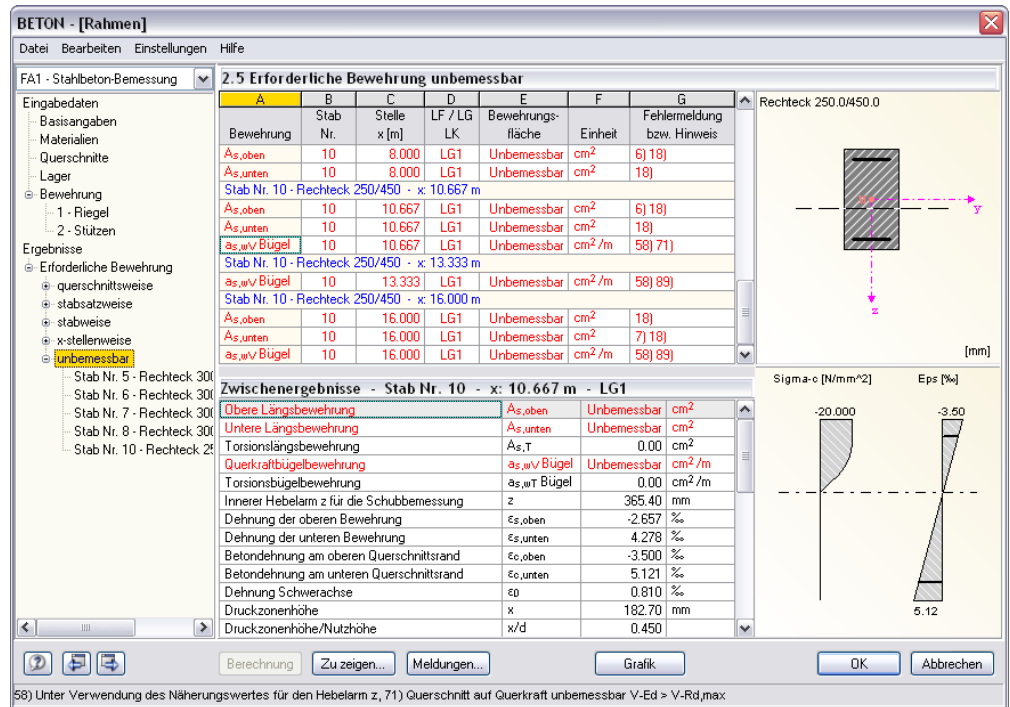 BETON - [Rahmen]
Datei Bearbeiten Einstellungen Hilfe
FA1 - Stahlbeton-Bemessung
Eingabedaten
Basisangaben
Materialien
Querschnitte
Lager
Bewehrung
1 - Riegel
2 - Stützen
Ergebnisse
Erforderliche Bewehrung
querschnittsweise
stabsatzweise
stabweise
x-stellenweise
unbemessbar
Stab Nr. 5 - Rechteck 300
Stab Nr. 6 - Rechteck 300
Stab Nr. 7 - Rechteck 300
Stab Nr. 8 - Rechteck 300
Stab Nr. 10 - Rechteck 25
2.5 Erforderliche Bewehrung unbemessbar
A B C D E F G
Stab Stelle LF / LG Bewehrungs- Fehlermeldung
Bewehrung Nr. x [m] LK fläche Einheit bzw. Hinweis
As,oben 10 8.000 LG1 Unbemessbar cm² 6) 18)
As,unten 10 8.000 LG1 Unbemessbar cm² 18)
Stab Nr. 10 - Rechteck 250/450 - x: 10.667 m
As,oben 10 10.667 LG1 Unbemessbar cm² 6) 18)
As,unten 10 10.667 LG1 Unbemessbar cm² 18)
as,wV Bügel 10 10.667 LG1 Unbemessbar cm²/m 58) 71)
Stab Nr. 10 - Rechteck 250/450 - x: 13.333 m
as,wV Bügel 10 13.333 LG1 Unbemessbar cm²/m 58) 89)
Stab Nr. 10 - Rechteck 250/450 - x: 16.000 m
As,oben 10 16.000 LG1 Unbemessbar cm² 18)
As,unten 10 16.000 LG1 Unbemessbar cm² 7) 18)
as,wV Bügel 10 16.000 LG1 Unbemessbar cm²/m 58) 89)
Rechteck 250.0/450.0
y
z
[mm]
Zwischenergebnisse - Stab Nr. 10 - x: 10.667 m - LG1
Obere Längsbewehrung As,oben Unbemessbar cm²
Untere Längsbewehrung As,unten Unbemessbar cm²
Torsionslängsbewehrung As,T 0.00 cm²
Querkraftbügelbewehrung as,wV Bügel Unbemessbar cm²/m
Torsionsbügelbewehrung as,wT Bügel 0.00 cm²/m
Innerer Hebelarm z für die Schubbemessung z 365.40 mm
Dehnung der oberen Bewehrung εs,oben -2.657 ‰
Dehnung der unteren Bewehrung εs,unten 4.278 ‰
Betondehnung am oberen Querschnittsrand εc,oben -3.500 ‰
Betondehnung am unteren Querschnittsrand εc,unten 5.121 ‰
Dehnung Schwerachse ε0 0.810 ‰
Druckzonenhöhe x 182.70 mm
Druckzonenhöhe/Nutzhöhe x/d 0.450
Sigma-c [N/mm^2] Eps [‰]
-20.000 -3.50
5.12
Berechnung Zu zeigen... Meldungen... Grafik OK Abbrechen
58) Unter Verwendung des Näherungswertes für den Hebelarm z, 71) Querschnitt auf Querkraft unbemessbar V-Ed > V-Rd,max